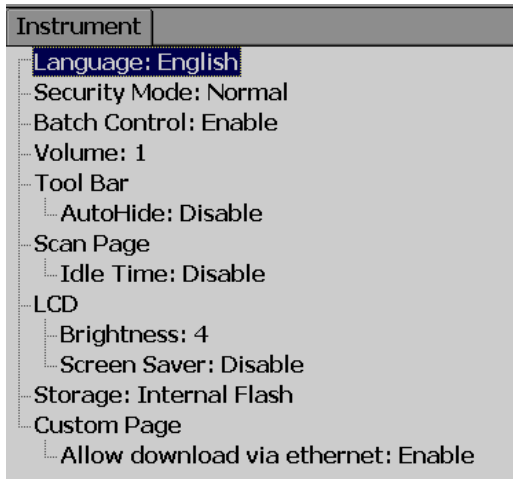 Instrument
Language: English
Security Mode: Normal
Batch Control: Enable
Volume: 1
Tool Bar
AutoHide: Disable
Scan Page
Idle Time: Disable
LCD
Brightness: 4
Screen Saver: Disable
Storage: Internal Flash
Custom Page
Allow download via ethernet: Enable